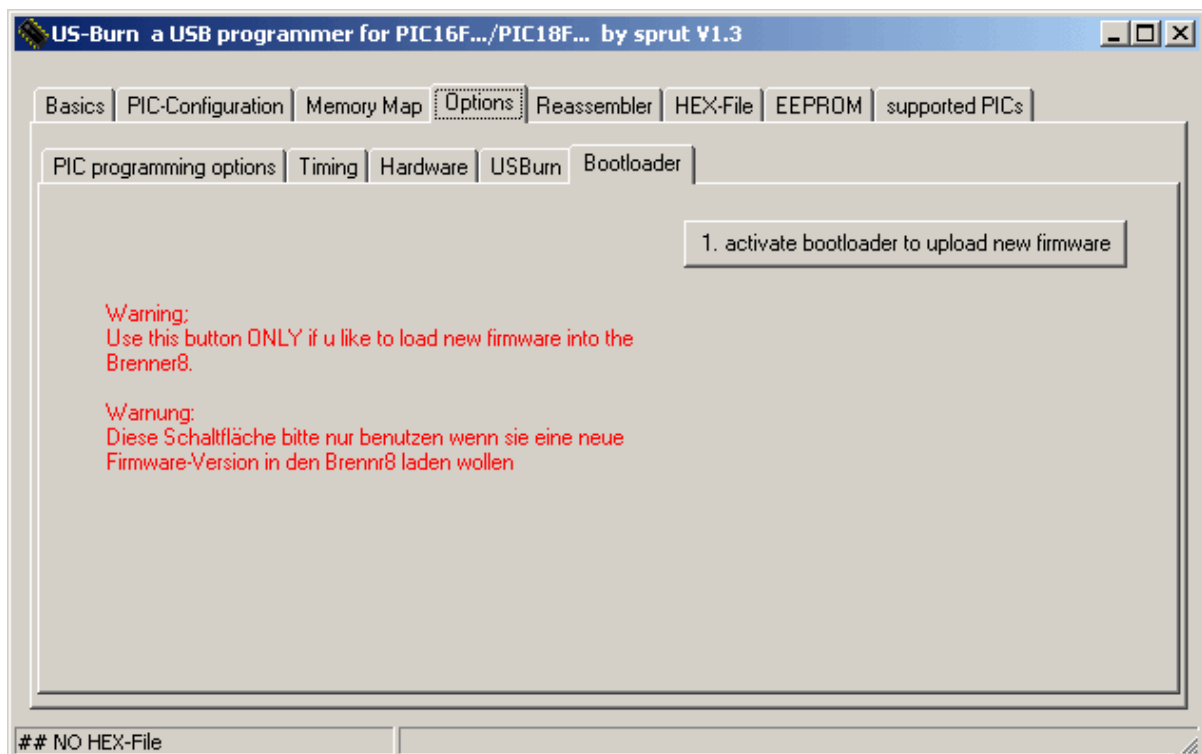 US-Burn a USB programmer for PIC16F.../PIC18F... by sprut V1.3
Basics PIC-Configuration Memory Map Options Reassembler HEX-File EEPROM supported PICs
PIC programming options Timing Hardware USBurn Bootloader
1. activate bootloader to upload new firmware
Warning;
Use this button ONLY if u like to load new firmware into the
Brenner8.
Warnung:
Diese Schaltfläche bitte nur benutzen wenn sie eine neue
Firmware-Version in den Brennr8 laden wollen
## NO HEX-File